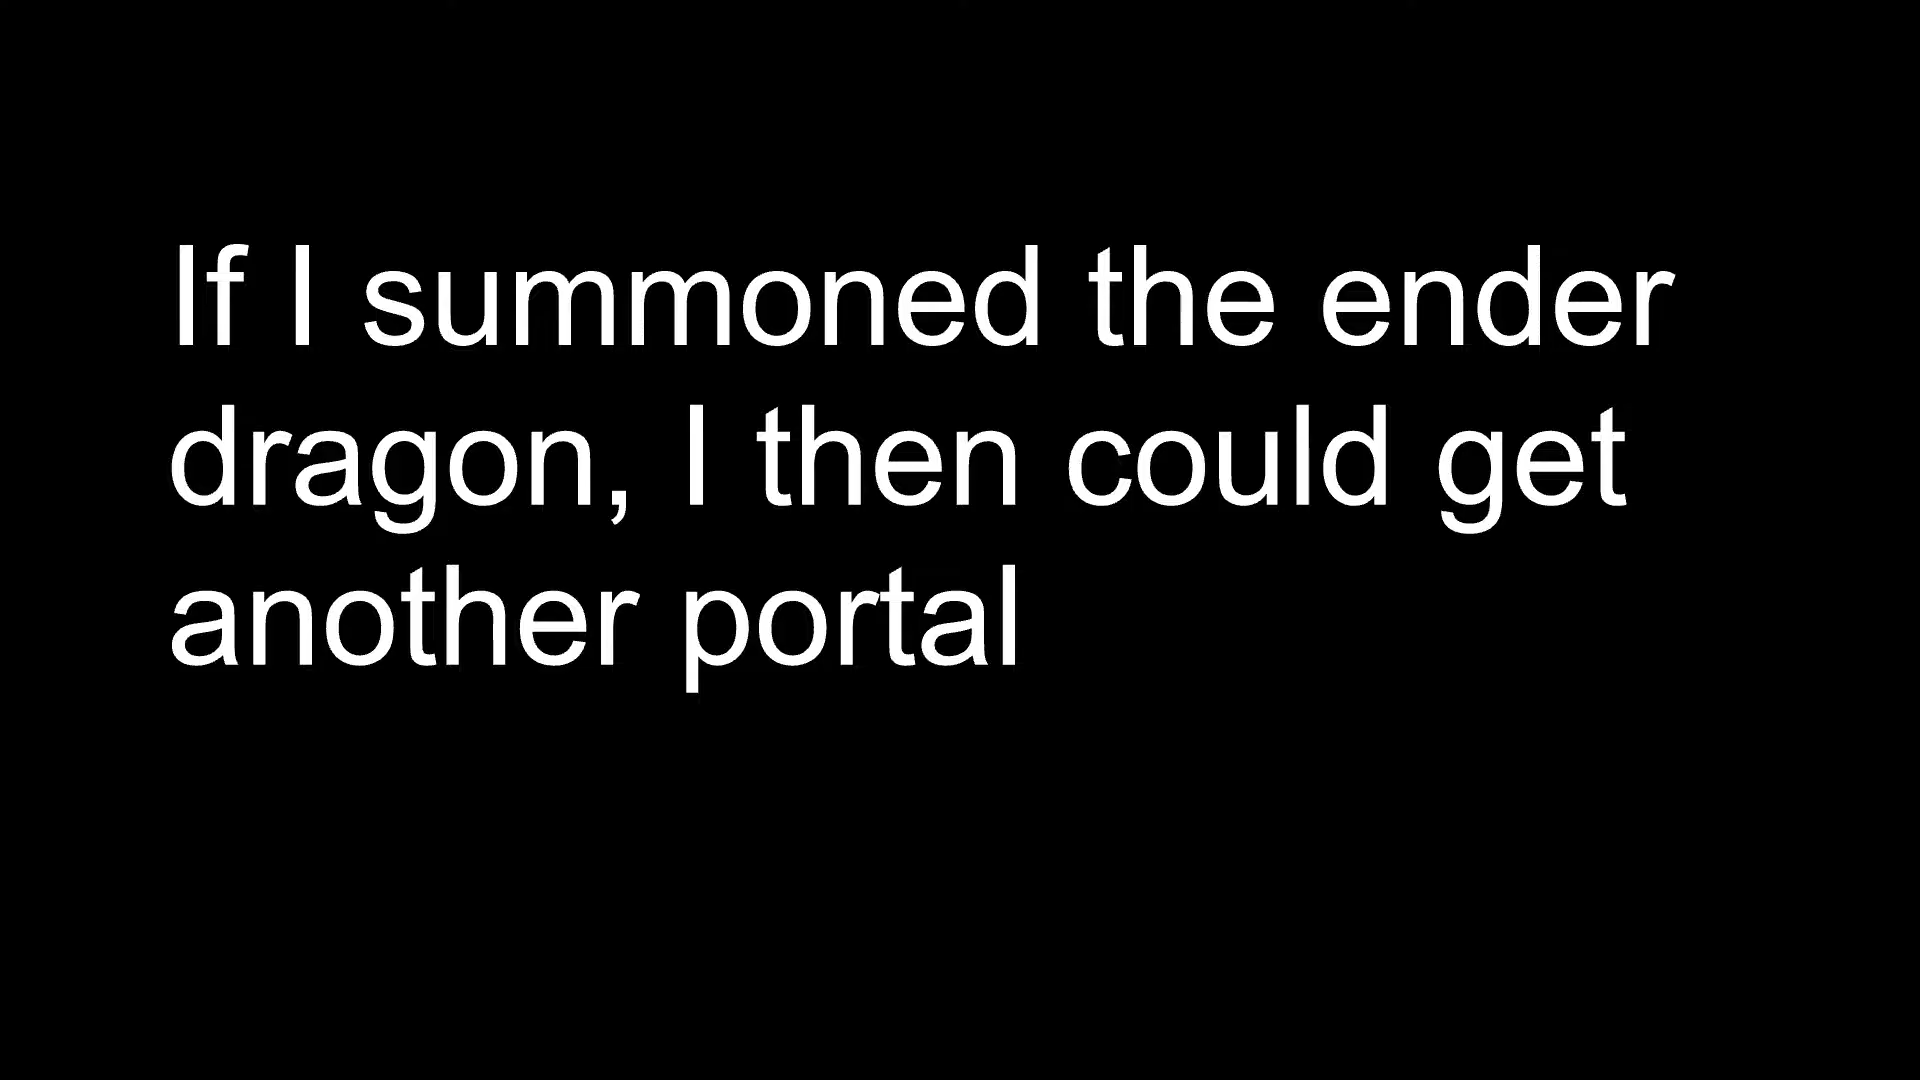 If I summoned the ender
dragon, I then could get
another portal